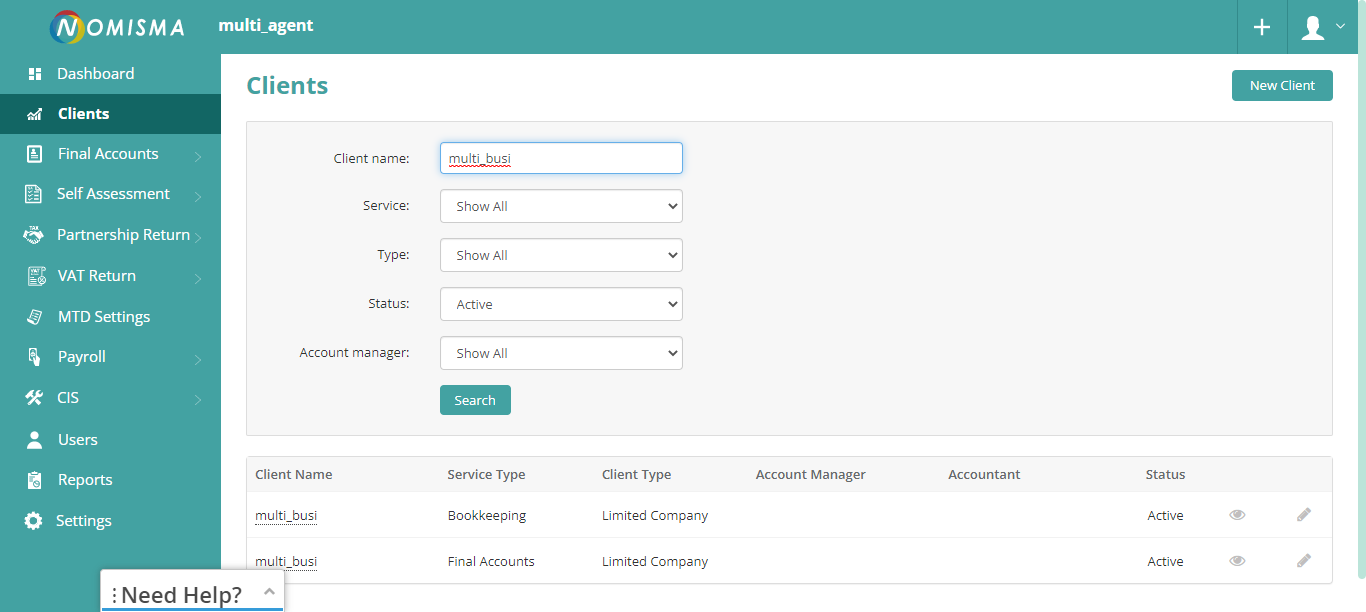 NOMISMA multi_agent
Dashboard
Clients
Final Accounts
Self Assessment
Partnership Return
VAT Return
MTD Settings
Payroll
CIS
Users
Reports
Settings
Need Help?
Clients New Client
Client name: multi_busi
Service: Show All
Type: Show All
Status: Active
Account manager: Show All
Search
Client Name Service Type Client Type Account Manager Accountant Status
multi_busi Bookkeeping Limited Company Active
multi_busi Final Accounts Limited Company Active